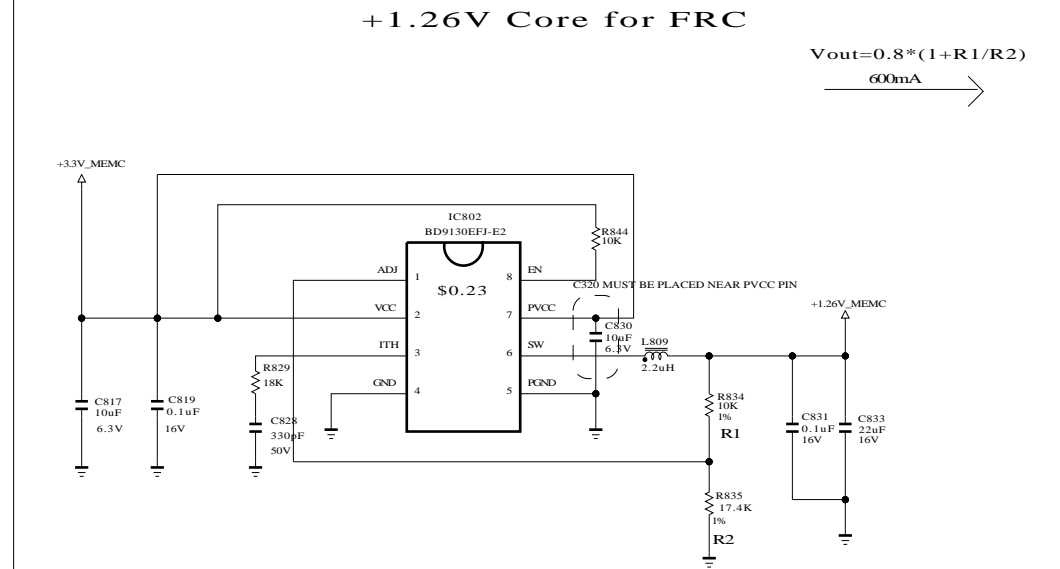 +1.26V Core for FRC
Vout=0.8*(1+R1/R2)
600mA
+3.3V_MEMC
IC802
BD9130EFJ-E2
R844
10K
ADJ
1
8
EN
$0.23
C320 MUST BE PLACED NEAR PVCC PIN
VCC
2
7
PVCC
+1.26V_MEMC
C830
10uF
6.3V
ITH
3
6
SW
L809
2.2uH
R829
18K
GND
4
5
PGND
C817
10uF
6.3V
C819
0.1uF
16V
C828
330pF
50V
R834
10K
1%
R1
C831
0.1uF
16V
C833
22uF
16V
R835
17.4K
1%
R2